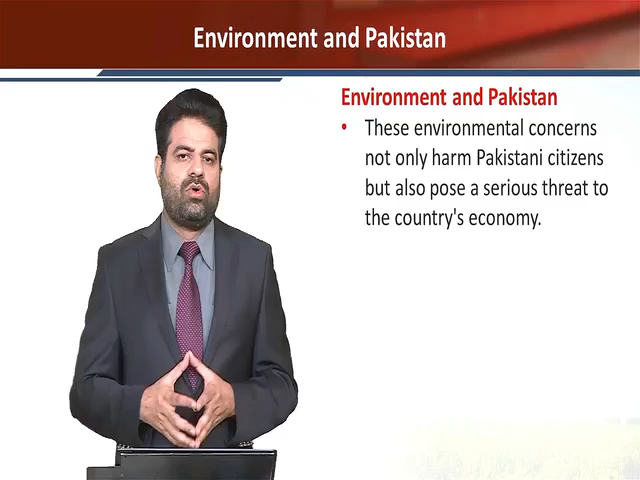 Environment and Pakistan
Environment and Pakistan
• These environmental concerns
not only harm Pakistani citizens
but also pose a serious threat to
the country's economy.